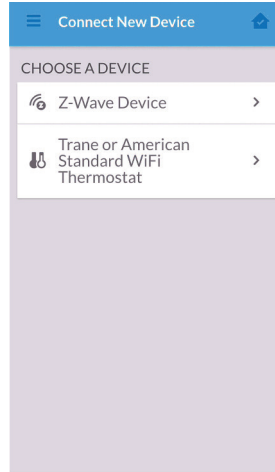 Connect New Device
CHOOSE A DEVICE
Z-Wave Device
Trane or American
Standard WiFi
Thermostat